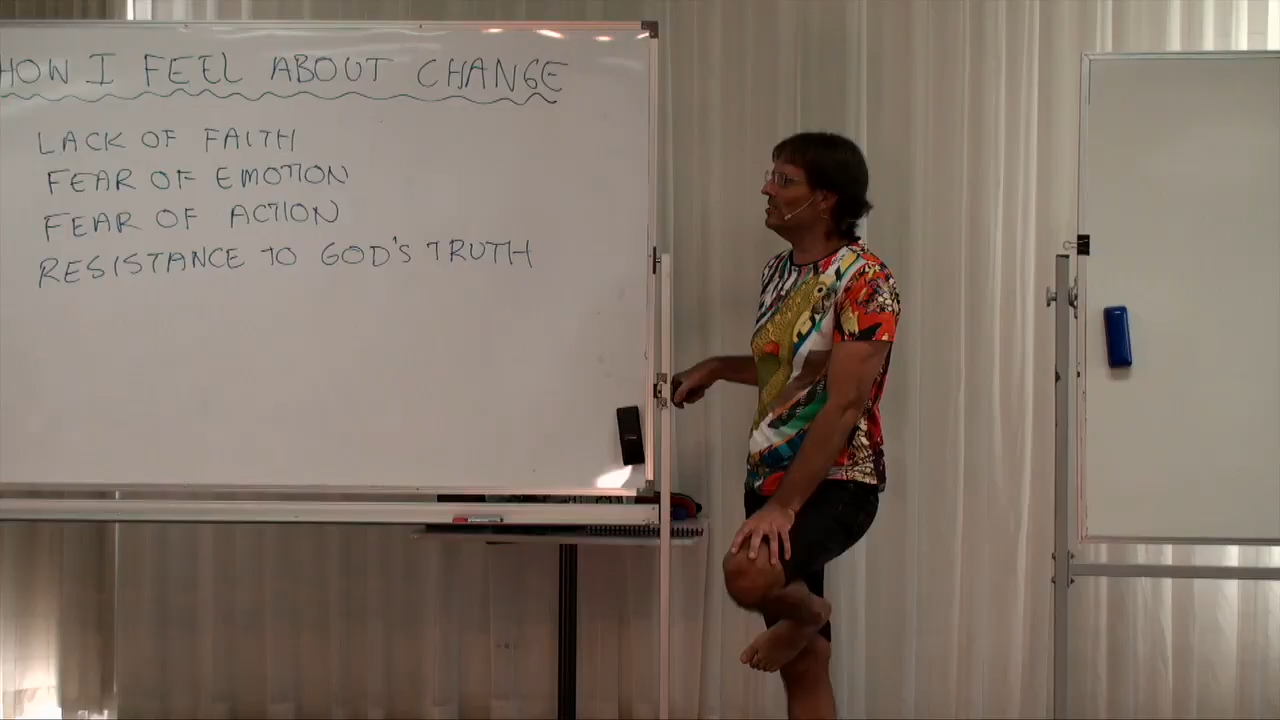 HOW I FEEL ABOUT CHANGE
LACK OF FAITH
FEAR OF EMOTION
FEAR OF ACTION
RESISTANCE TO GOD'S TRUTH